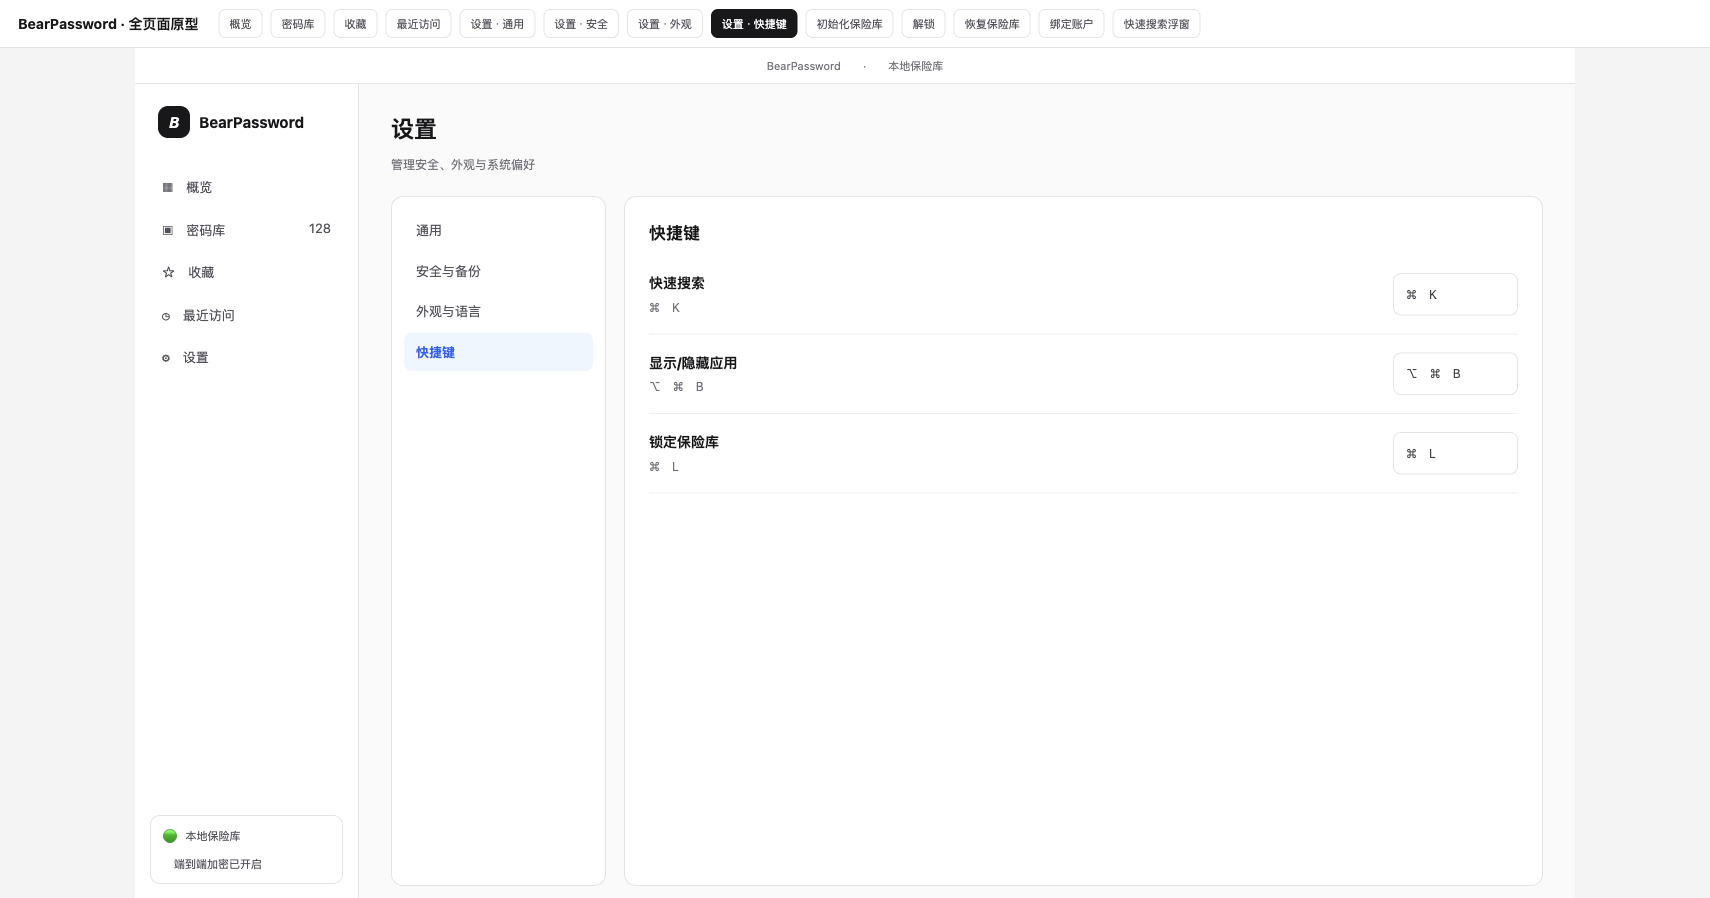 BearPassword · 全页面原型
概览
密码库
收藏
最近访问
设置 · 通用
设置 · 安全
设置 · 外观
设置 · 快捷键
初始化保险库
解锁
恢复保险库
绑定账户
快速搜索浮窗
BearPassword · 本地保险库
B BearPassword
概览
密码库 128
收藏
最近访问
设置
本地保险库
端到端加密已开启
设置
管理安全、外观与系统偏好
通用
安全与备份
外观与语言
快捷键
快捷键
快速搜索
⌘ K
⌘ K
显示/隐藏应用
⌥ ⌘ B
⌥ ⌘ B
锁定保险库
⌘ L
⌘ L